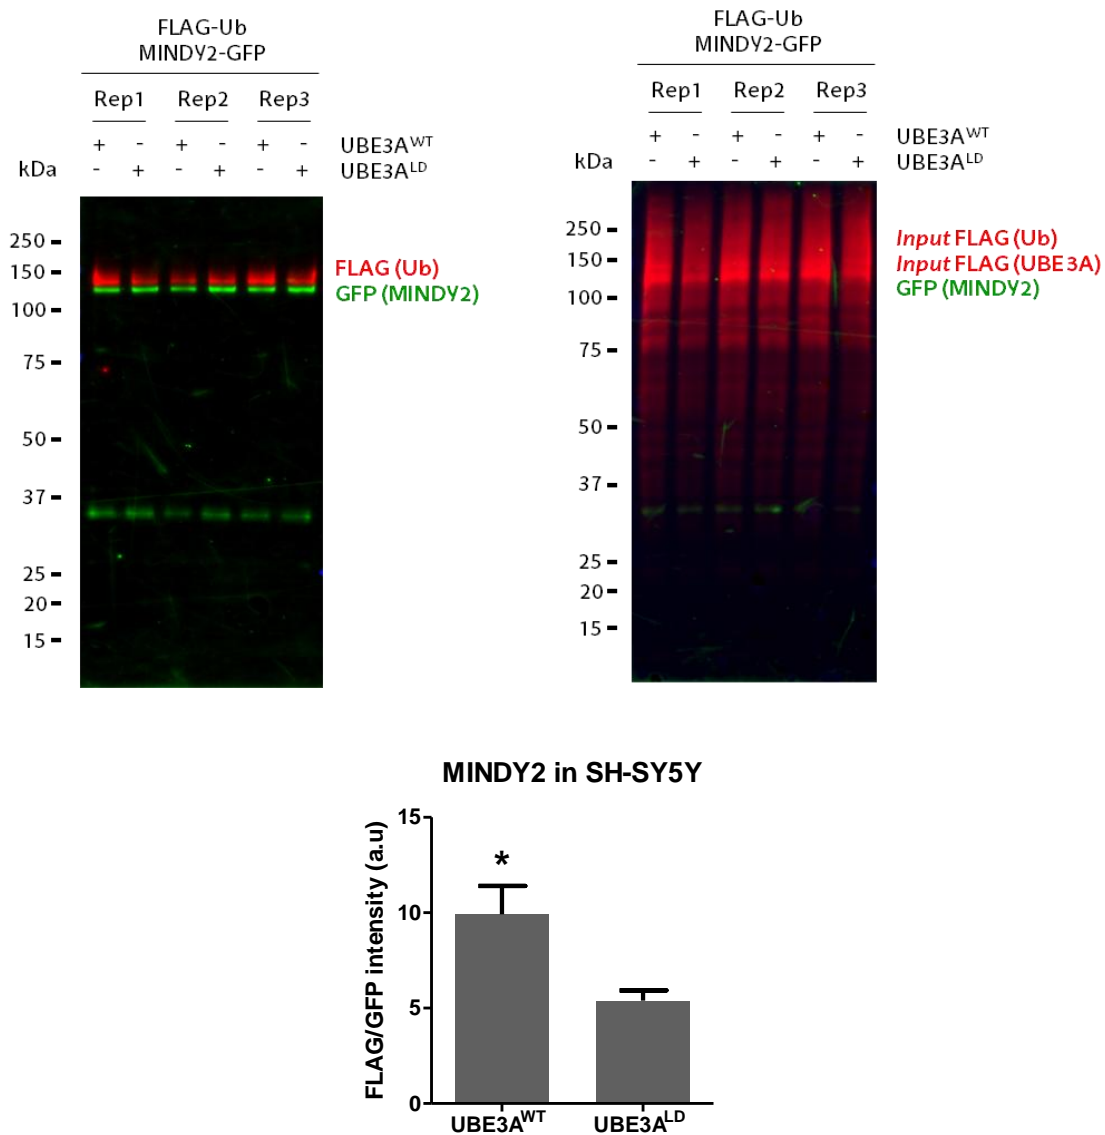 FLAG-Ub
MINDY2-GFP
Rep1 Rep2 Rep3
+ - + - + - UBE3AWT
kDa - + - + - + UBE3ALD
250
150
100
75
50
37
25
20
15
FLAG (Ub)
GFP (MINDY2)
FLAG-Ub
MINDY2-GFP
Rep1 Rep2 Rep3
+ - + - + - UBE3AWT
kDa - + - + - + UBE3ALD
250
150
100
75
50
37
25
20
15
Input FLAG (Ub)
Input FLAG (UBE3A)
GFP (MINDY2)
MINDY2 in SH-SY5Y
FLAG/GFP intensity (a.u)
15
10
5
0
*
UBE3AWT UBE3ALD